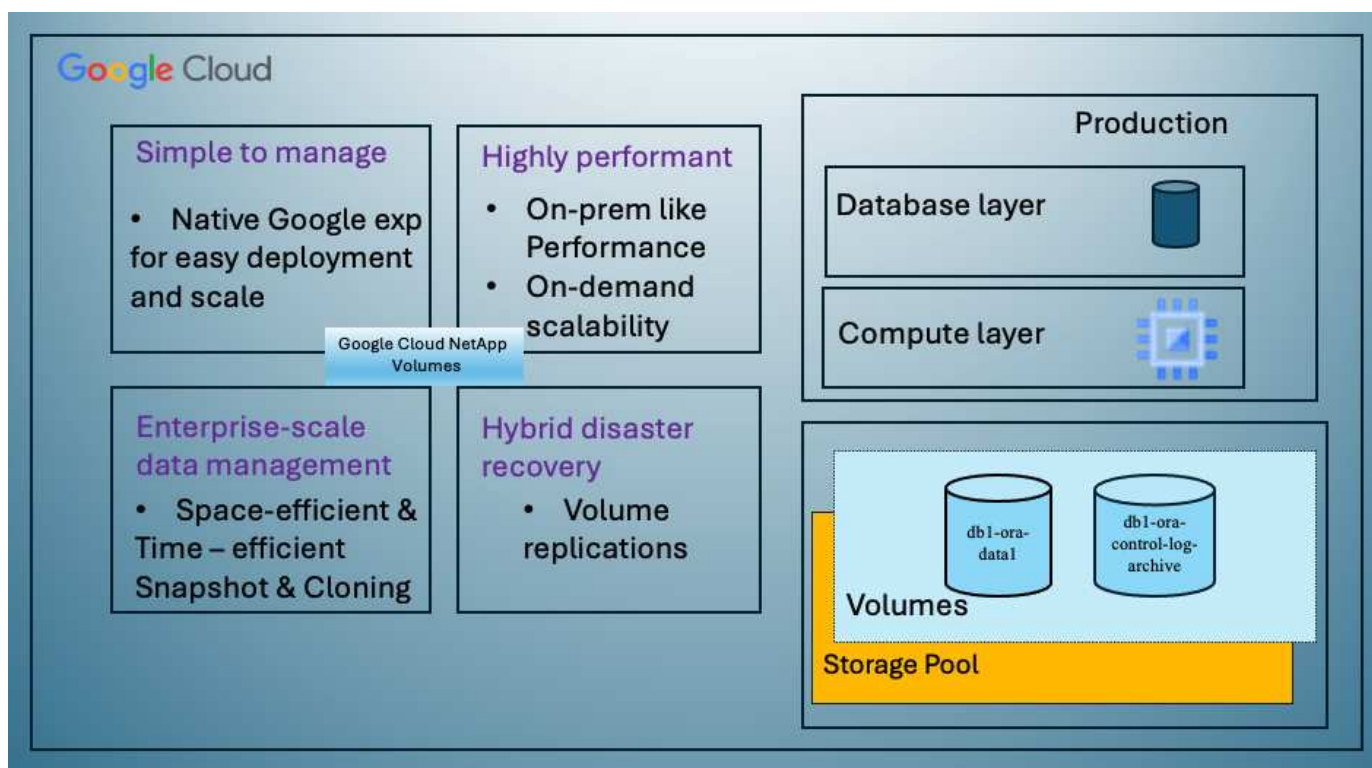 Google Cloud
Simple to manage
• Native Google exp
for easy deployment
and scale
Highly performant
• On-prem like
Performance
• On-demand
scalability
Google Cloud NetApp
Volumes
Enterprise-scale
data management
• Space-efficient &
Time – efficient
Snapshot & Cloning
Hybrid disaster
recovery
• Volume
replications
Production
Database layer
Compute layer
db1-ora-
data1
db1-ora-
control-log-
archive
Volumes
Storage Pool